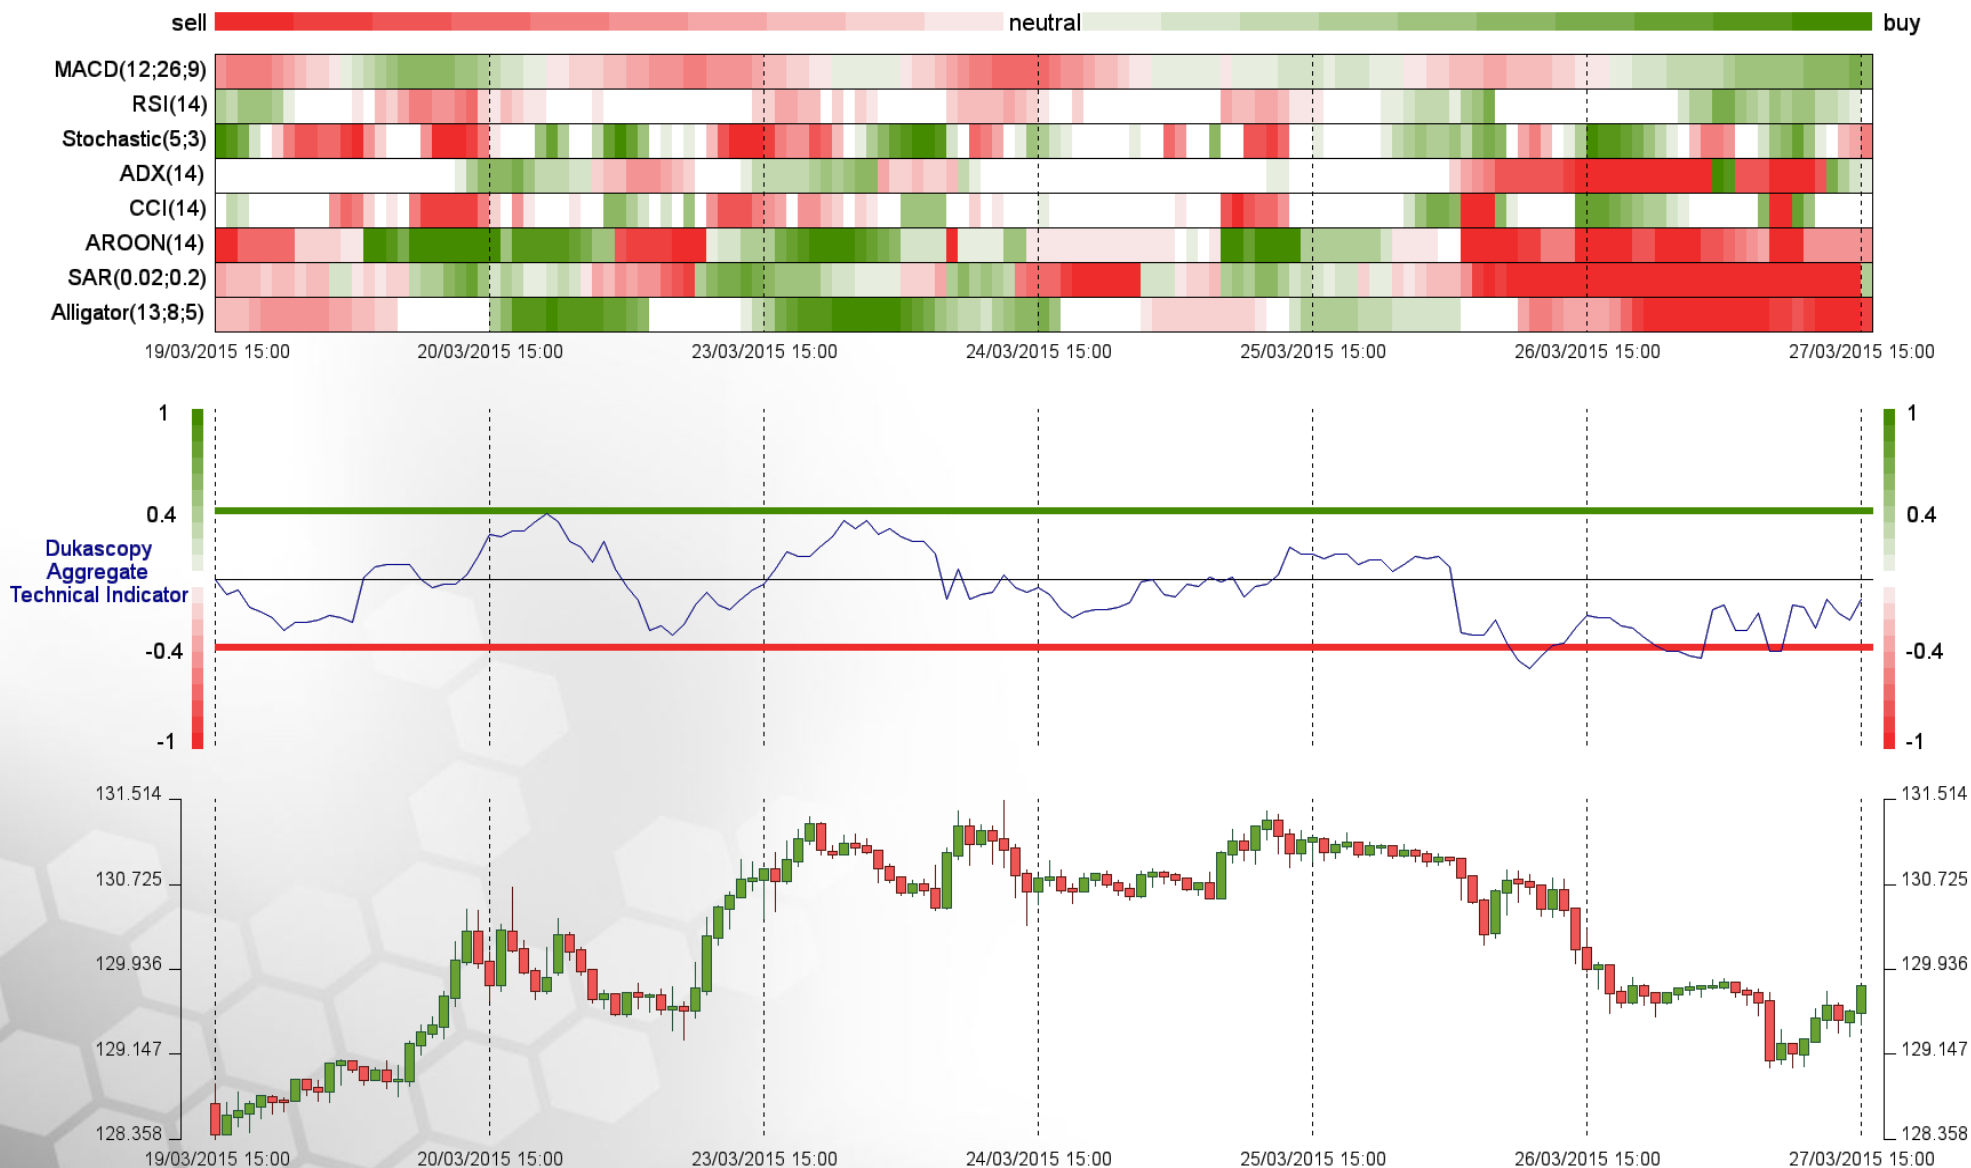 sell neutral buy
MACD(12;26;9)
RSI(14)
Stochastic(5;3)
ADX(14)
CCI(14)
AROON(14)
SAR(0.02;0.2)
Alligator(13;8;5)
19/03/2015 15:00 20/03/2015 15:00 23/03/2015 15:00 24/03/2015 15:00 25/03/2015 15:00 26/03/2015 15:00 27/03/2015 15:00
1 1
0.4 0.4
Dukascopy
Aggregate
Technical Indicator
-0.4 -0.4
-1 -1
131.514 131.514
130.725 130.725
129.936 129.936
129.147 129.147
128.358 128.358
19/03/2015 15:00 20/03/2015 15:00 23/03/2015 15:00 24/03/2015 15:00 25/03/2015 15:00 26/03/2015 15:00 27/03/2015 15:00